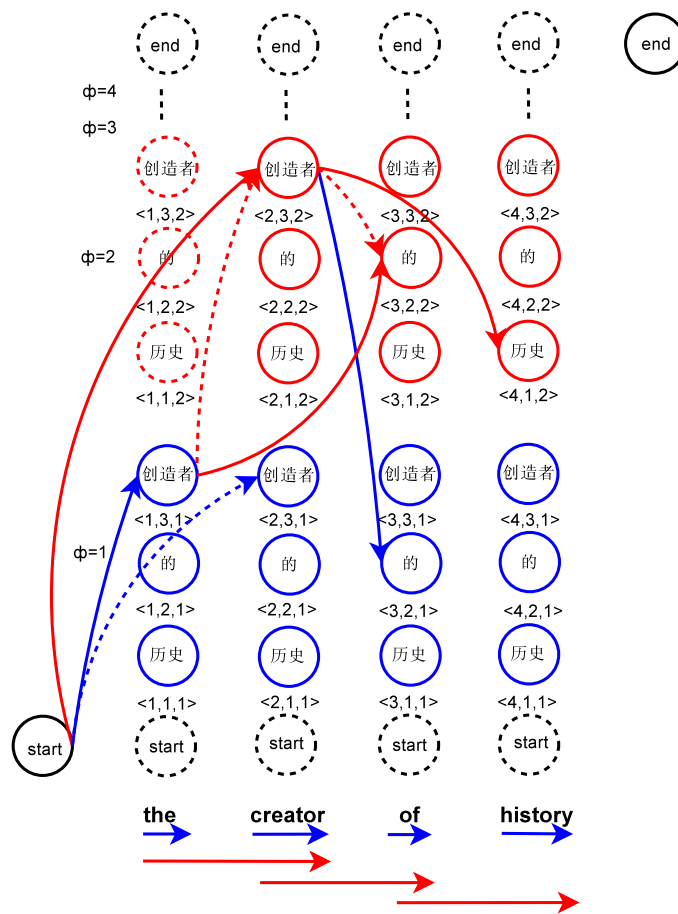 end end end end end
ф=4
ф=3
创造者 创造者 创造者 创造者
<1,3,2> <2,3,2> <3,3,2> <4,3,2>
ф=2 的 的 的 的
<1,2,2> <2,2,2> <3,2,2> <4,2,2>
历史 历史 历史 历史
<1,1,2> <2,1,2> <3,1,2> <4,1,2>
创造者 创造者 创造者 创造者
<1,3,1> <2,3,1> <3,3,1> <4,3,1>
ф=1 的 的 的 的
<1,2,1> <2,2,1> <3,2,1> <4,2,1>
历史 历史 历史 历史
<1,1,1> <2,1,1> <3,1,1> <4,1,1>
start start start start start
the creator of history